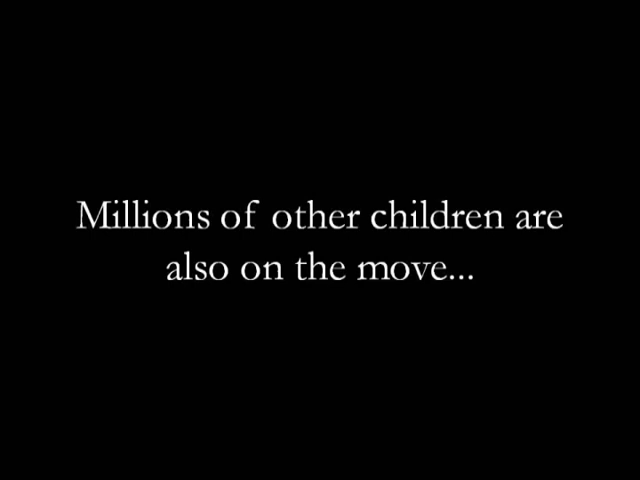 Millions of other children are
also on the move...